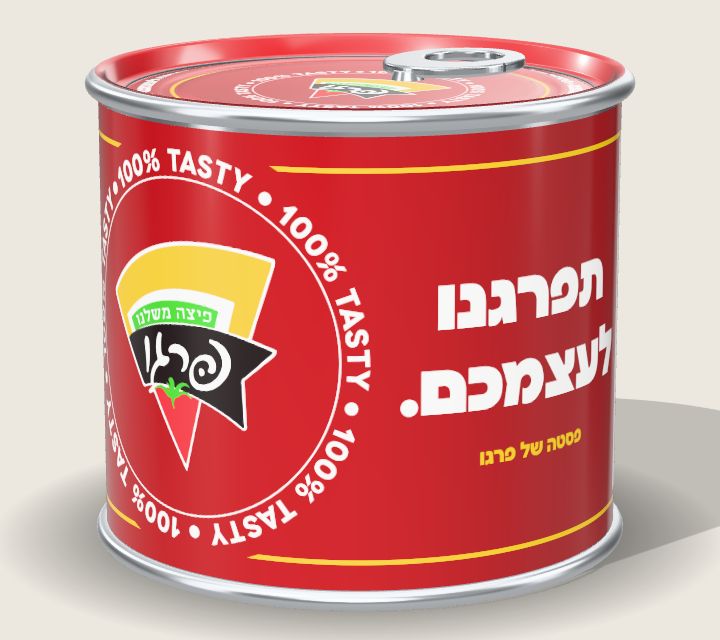 100% TASTY • 100% TASTY • 100% TASTY • 100% TASTY •
פיצה משלנו
פרגו
תפרגנו
לעצמכם.
פסטה של פרגו